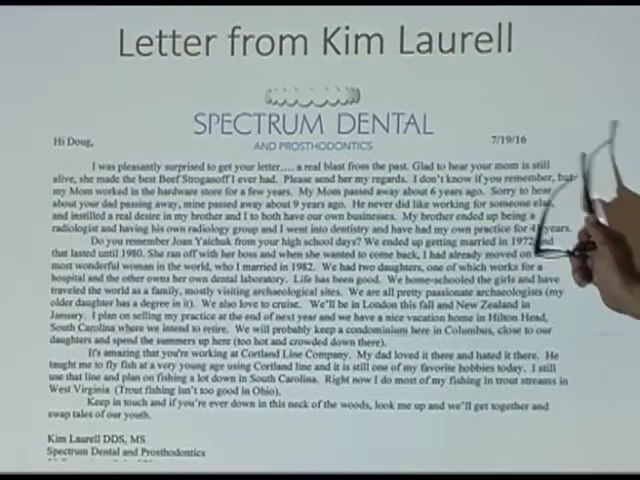 Letter from Kim Laurell
SPECTRUM DENTAL
AND PROSTHODONTICS
Hi Doug,
7/19/16
I was pleasantly surprised to get your letter.... a real blast from the past. Glad to hear your mom is still
alive, she made the best Beef Stroganoff I ever had. Please send her my regards. I don't know if you remember, but
my Mom worked in the hardware store for a few years. My Mom passed away about 6 years ago. Sorry to hear
about your dad passing away, mine passed away about 9 years ago. He never did like working for someone else,
and instilled a real desire in my brother and I to both have our own businesses. My brother ended up being a
radiologist and having his own radiology group and I went into dentistry and have had my own practice for years.
Do you remember Joan Yaichuk from your high school days? We ended up getting married in 1972 and
that lasted until 1980. She ran off with her boss and when she wanted to come back, I had already moved on
most wonderful woman in the world, who I married in 1982. We had two daughters, one of which works for a
hospital and the other owns her own dental laboratory. Life has been good. We home-schooled the girls and have
traveled the world as a family, mostly visiting archaeological sites. We are all pretty passionate archaeologists (my
older daughter has a degree in it). We also love to cruise. We'll be in London this fall and New Zealand in
January. I plan on selling my practice at the end of next year and we have a nice vacation home in Hilton Head,
South Carolina where we intend to retire. We will probably keep a condominium here in Columbus, close to our
daughters and spend the summers up here (too hot and crowded down there).
It's amazing that you're working at Cortland Line Company. My dad loved it there and hated it there. He
taught me to fly fish at a very young age using Cortland line and it is still one of my favorite hobbies today. I still
use that line and plan on fishing a lot down in South Carolina. Right now I do most of my fishing in trout streams in
West Virginia (Trout fishing isn't too good in Ohio).
Keep in touch and if you're ever down in this neck of the woods, look me up and we'll get together and
swap tales of our youth.
Kim Laurell DDS, MS
Spectrum Dental and Prosthodontics